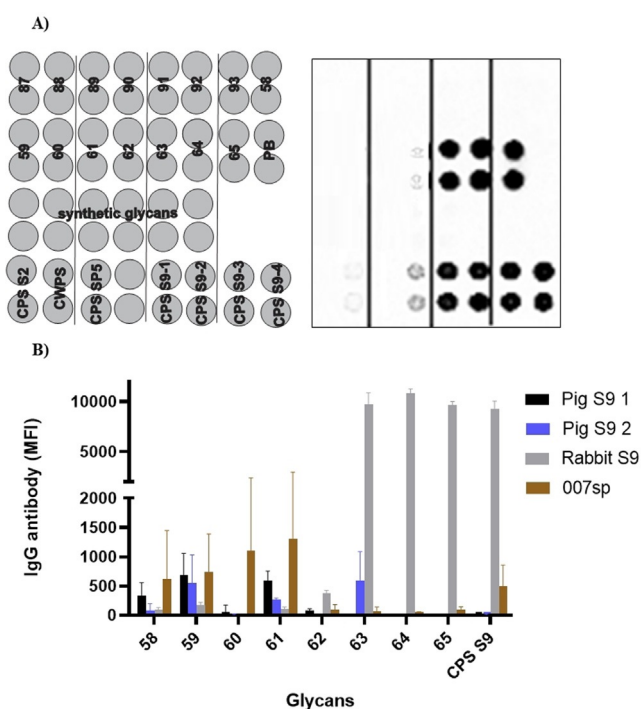 A)
87 88 89 90 91 92 93 58
59 60 61 62 63 64 65 PB
synthetic glycans
CPS S2 CWPS CPS SP5 CPS S9-1 CPS S9-2 CPS S9-3 CPS S9-4
B)
IgG antibody (MFI)
10000
5000
2000
1500
1000
500
0
58 59 60 61 62 63 64 65 CPS S9
Glycans
Pig S9 1
Pig S9 2
Rabbit S9
007sp